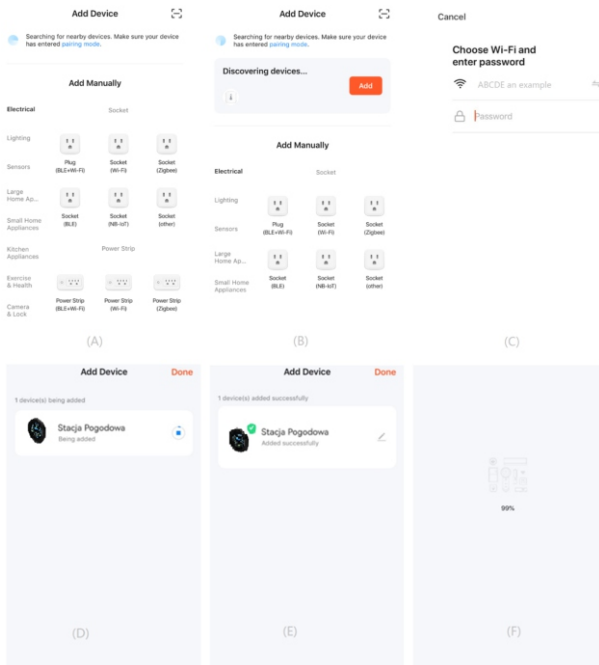 Add Device
Searching for nearby devices. Make sure your device
has entered pairing mode.
Add Manually
Electrical
Socket
Lighting
Sensors
Large
Home Ap...
Small Home
Appliances
Kitchen
Appliances
Exercise
& Health
Camera
& Lock
Plug
(BLE+Wi-Fi)
Socket
(Wi-Fi)
Socket
(Zigbee)
Socket
(BLE)
Socket
(NB-IoT)
Socket
(other)
Power Strip
Power Strip
(BLE+Wi-Fi)
Power Strip
(Wi-Fi)
Power Strip
(Zigbee)
(A)
Add Device
Searching for nearby devices. Make sure your device
has entered pairing mode.
Discovering devices...
Add
Add Manually
Electrical
Socket
Lighting
Sensors
Large
Home Ap...
Small Home
Appliances
Plug
(BLE+Wi-Fi)
Socket
(Wi-Fi)
Socket
(Zigbee)
Socket
(BLE)
Socket
(NB-IoT)
Socket
(other)
(B)
Cancel
Choose Wi-Fi and
enter password
ABCDE an example
Password
(C)
Add Device
Done
1 device(s) being added
Stacja Pogodowa
Being added
(D)
Add Device
Done
1 device(s) added successfully
Stacja Pogodowa
Added successfully
(E)
99%
(F)